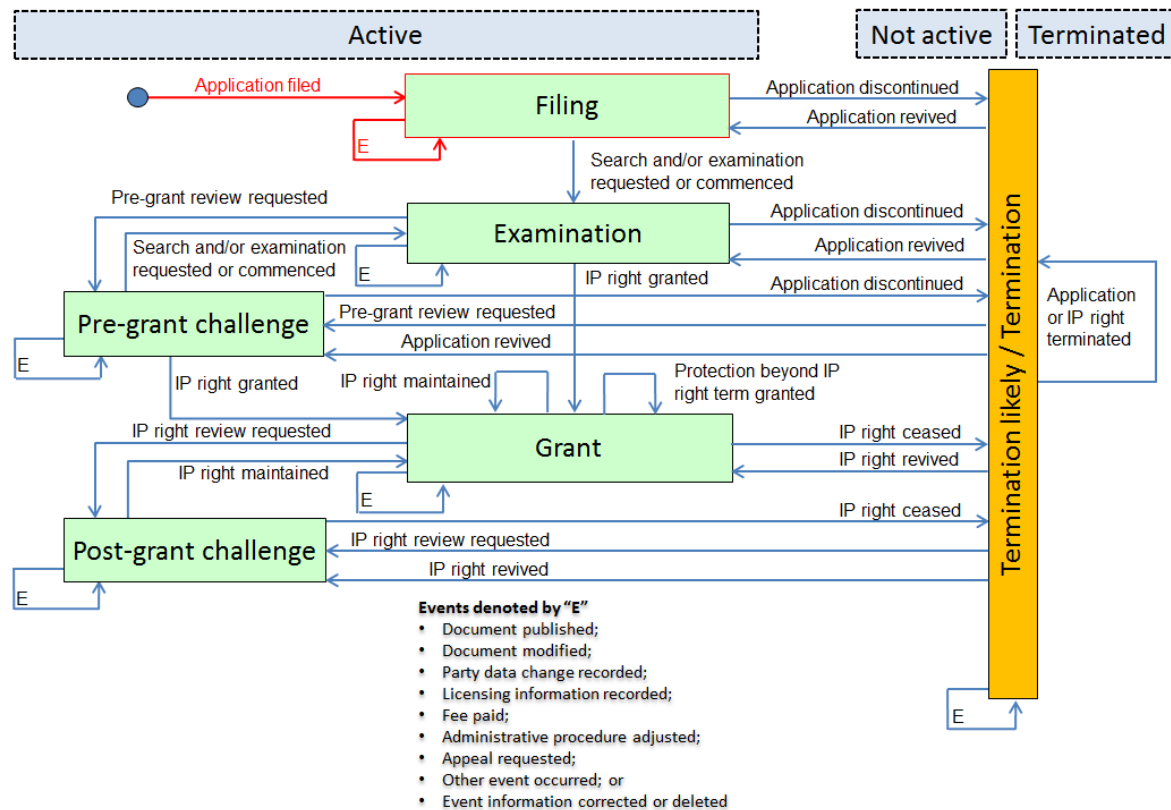 Active
Not active
Terminated
Application filed
Filing
E
Application discontinued
Application revived
Search and/or examination
requested or commenced
Pre-grant review requested
Examination
E
Application discontinued
Application revived
Search and/or examination
requested or commenced
IP right granted
Application discontinued
Pre-grant challenge
E
Pre-grant review requested
Application revived
Application
or IP right
terminated
Termination likely / Termination
IP right granted
IP right maintained
Protection beyond IP
right term granted
IP right review requested
Grant
E
IP right ceased
IP right revived
IP right maintained
IP right ceased
Post-grant challenge
E
IP right review requested
IP right revived
Events denoted by “E”
• Document published;
• Document modified;
• Party data change recorded;
• Licensing information recorded;
• Fee paid;
• Administrative procedure adjusted;
• Appeal requested;
• Other event occurred; or
• Event information corrected or deleted
E